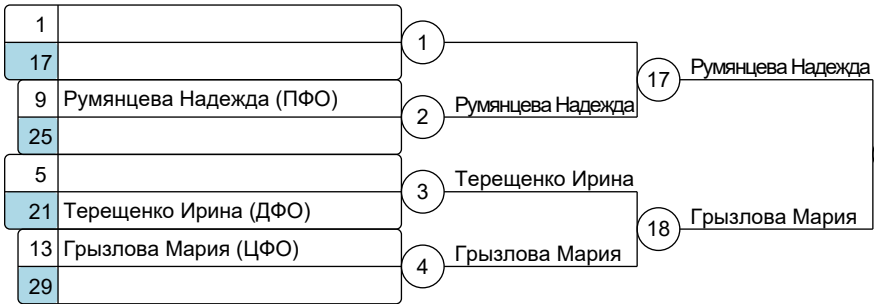 1
1
17
17
Румянцева Надежда
9 Румянцева Надежда (ПФО)
2
Румянцева Надежда
25
5
3
Терещенко Ирина
21 Терещенко Ирина (ДФО)
18
Грызлова Мария
13 Грызлова Мария (ЦФО)
4
Грызлова Мария
29